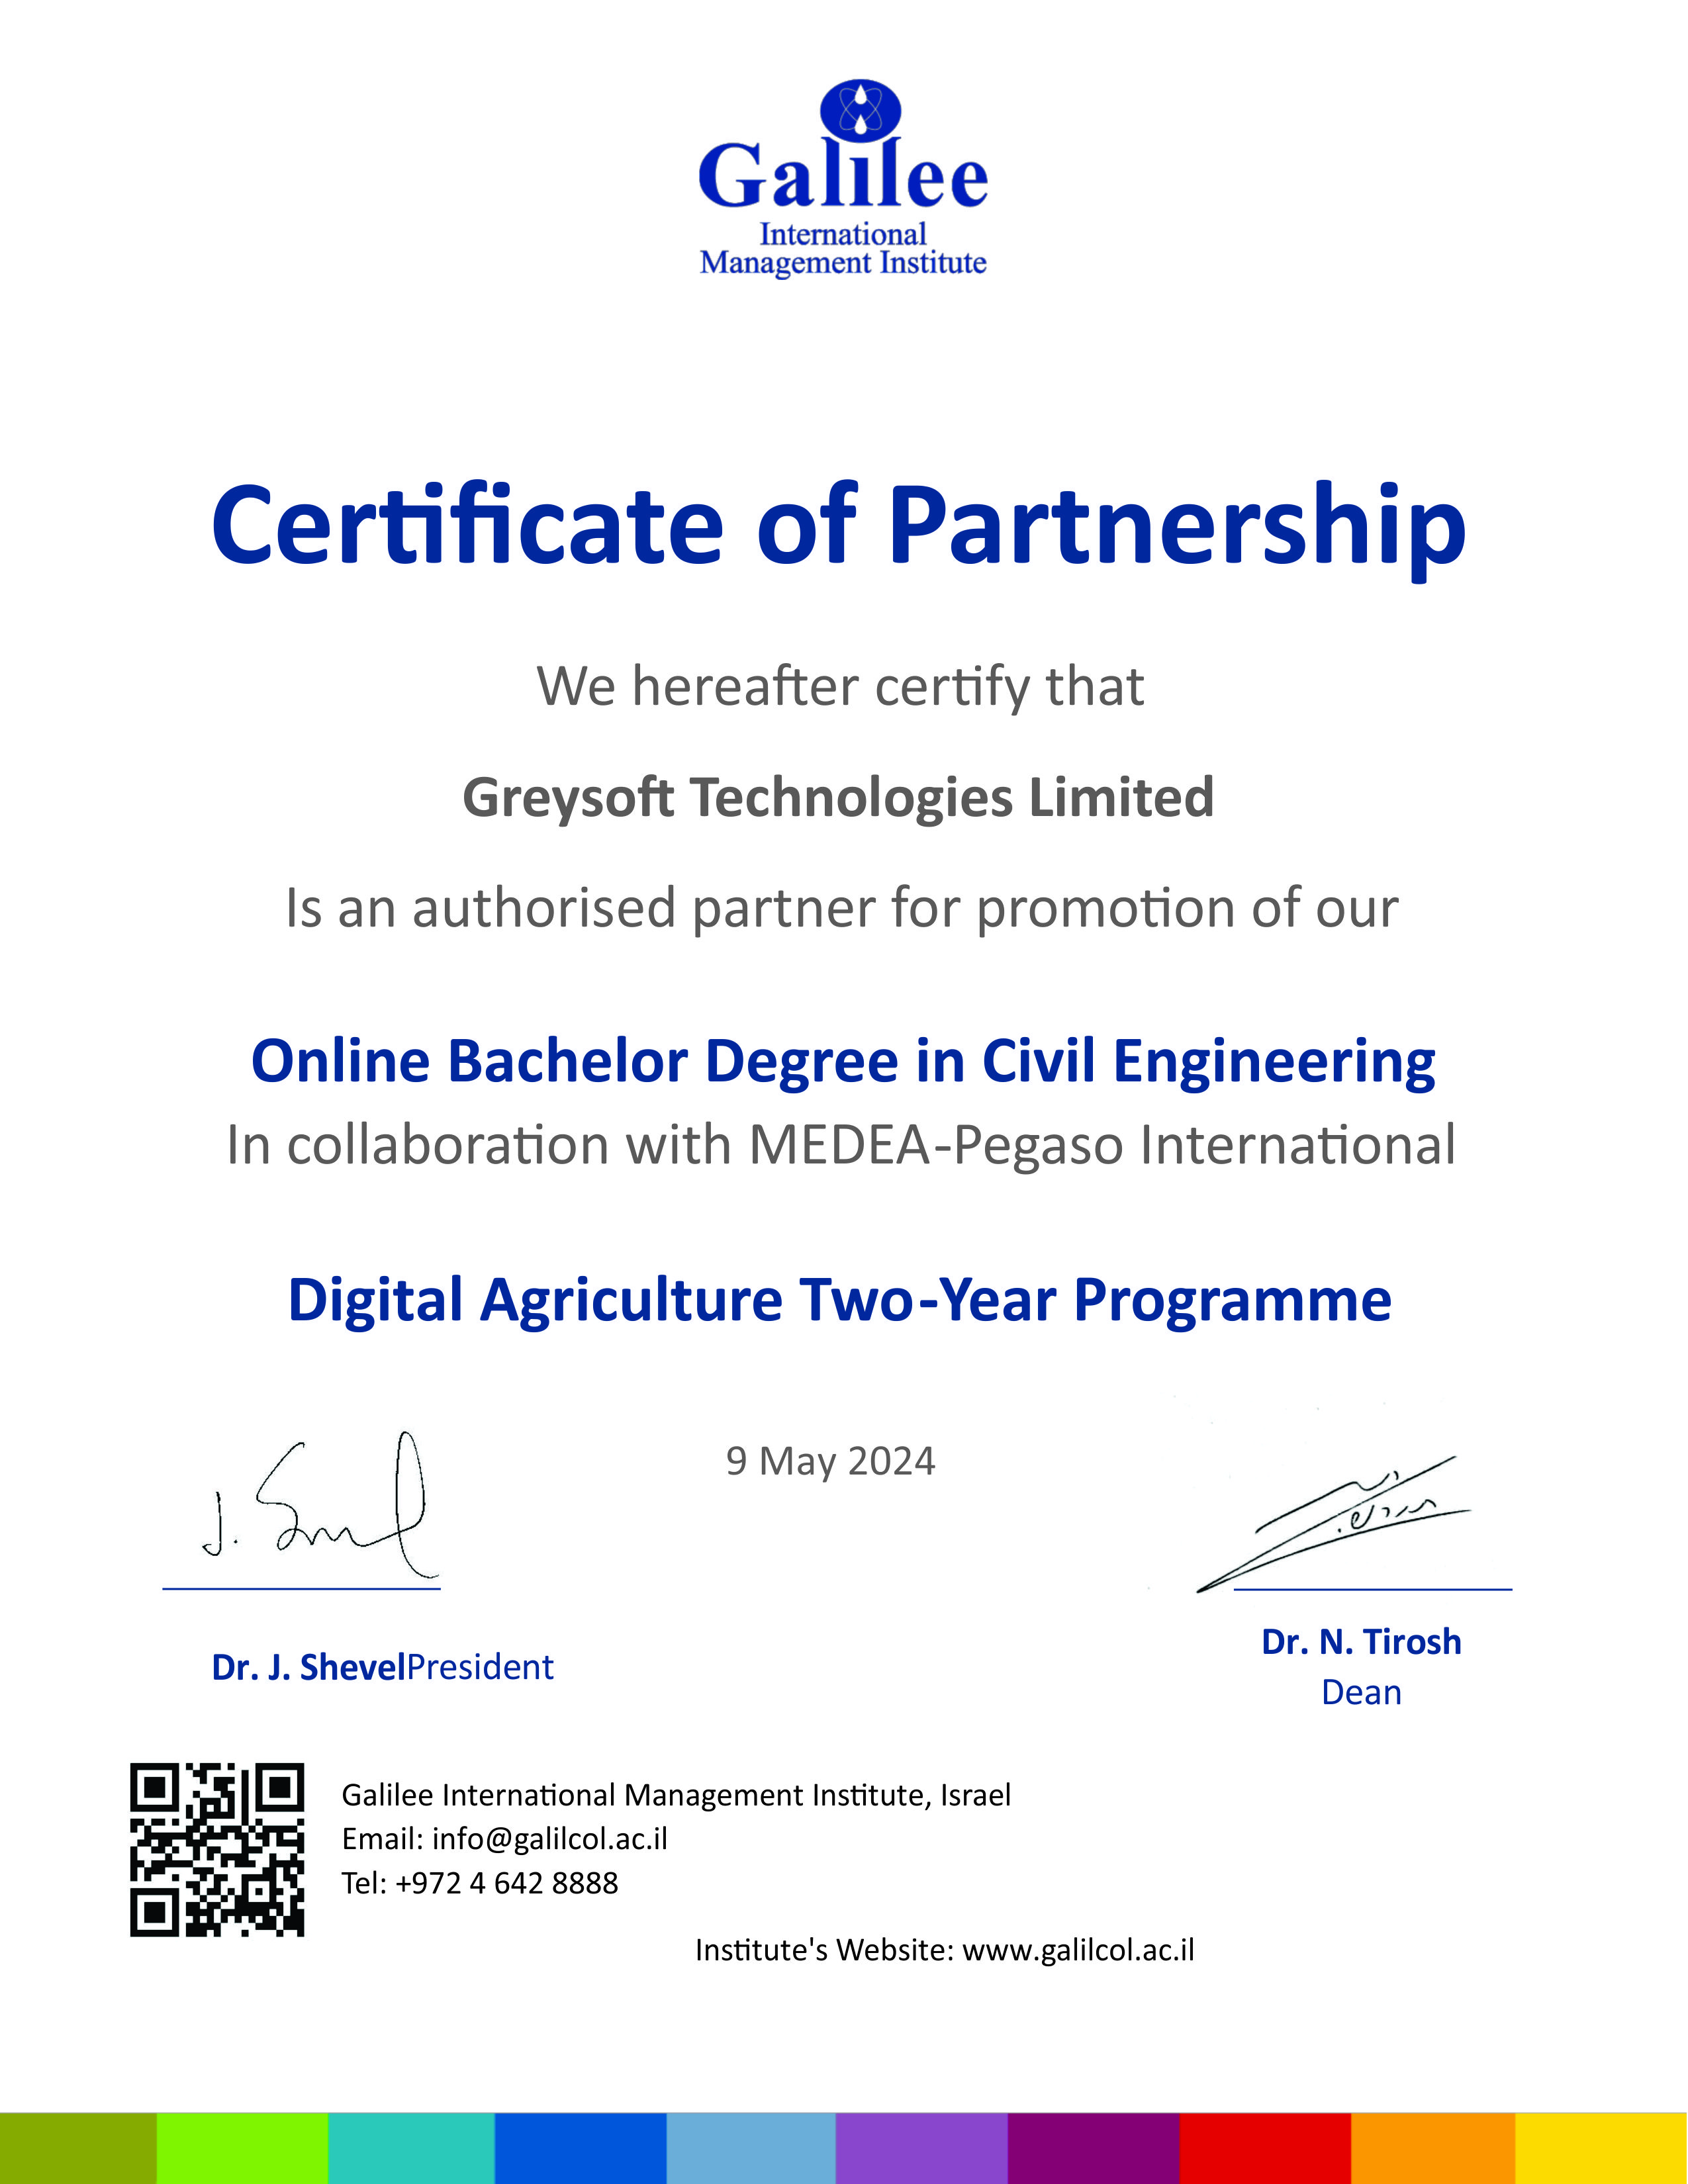 Galilee
International
Management Institute
Certificate of Partnership
We hereafter certify that
Greysoft Technologies Limited
Is an authorised partner for promotion of our
Online Bachelor Degree in Civil Engineering
In collaboration with MEDEA-Pegaso International
Digital Agriculture Two-Year Programme
9 May 2024
Dr. J. ShevelPresident
Dr. N. Tirosh
Dean
Galilee International Management Institute, Israel
Email: info@galilcol.ac.il
Tel: +972 4 642 8888
Institute's Website: www.galilcol.ac.il